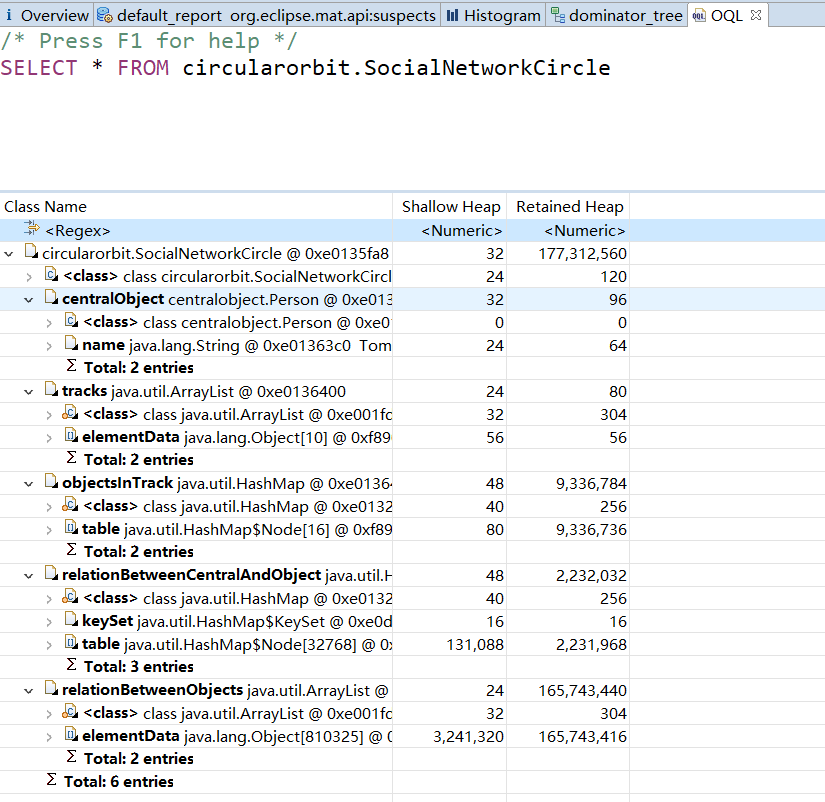 Overview default_report org.eclipse.mat.api:suspects Histogram dominator_tree OQL
/* Press F1 for help */
SELECT * FROM circularorbit.SocialNetworkCircle
Class Name Shallow Heap Retained Heap
<Regex> <Numeric> <Numeric>
circularorbit.SocialNetworkCircle @ 0xe0135fa8 32 177,312,560
<class> class circularorbit.SocialNetworkCircl 24 120
centralObject centralobject.Person @ 0xe013 32 96
<class> class centralobject.Person @ 0xe0 0 0
name java.lang.String @ 0xe01363c0 Tom 24 64
Σ Total: 2 entries
tracks java.util.ArrayList @ 0xe0136400 24 80
<class> class java.util.ArrayList @ 0xe001fc 32 304
elementData java.lang.Object[10] @ 0xf89 56 56
Σ Total: 2 entries
objectsInTrack java.util.HashMap @ 0xe0136 48 9,336,784
<class> class java.util.HashMap @ 0xe0132 40 256
table java.util.HashMap$Node[16] @ 0xf89 80 9,336,736
Σ Total: 2 entries
relationBetweenCentralAndObject java.util.H 48 2,232,032
<class> class java.util.HashMap @ 0xe0132 40 256
keySet java.util.HashMap$KeySet @ 0xe0d 16 16
table java.util.HashMap$Node[32768] @ 0x 131,088 2,231,968
Σ Total: 3 entries
relationBetweenObjects java.util.ArrayList @ 24 165,743,440
<class> class java.util.ArrayList @ 0xe001fc 32 304
elementData java.lang.Object[810325] @ 0 3,241,320 165,743,416
Σ Total: 2 entries
Σ Total: 6 entries